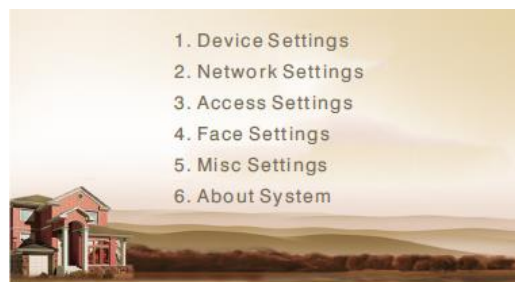 1. Device Settings
2. Network Settings
3. Access Settings
4. Face Settings
5. Misc Settings
6. About System